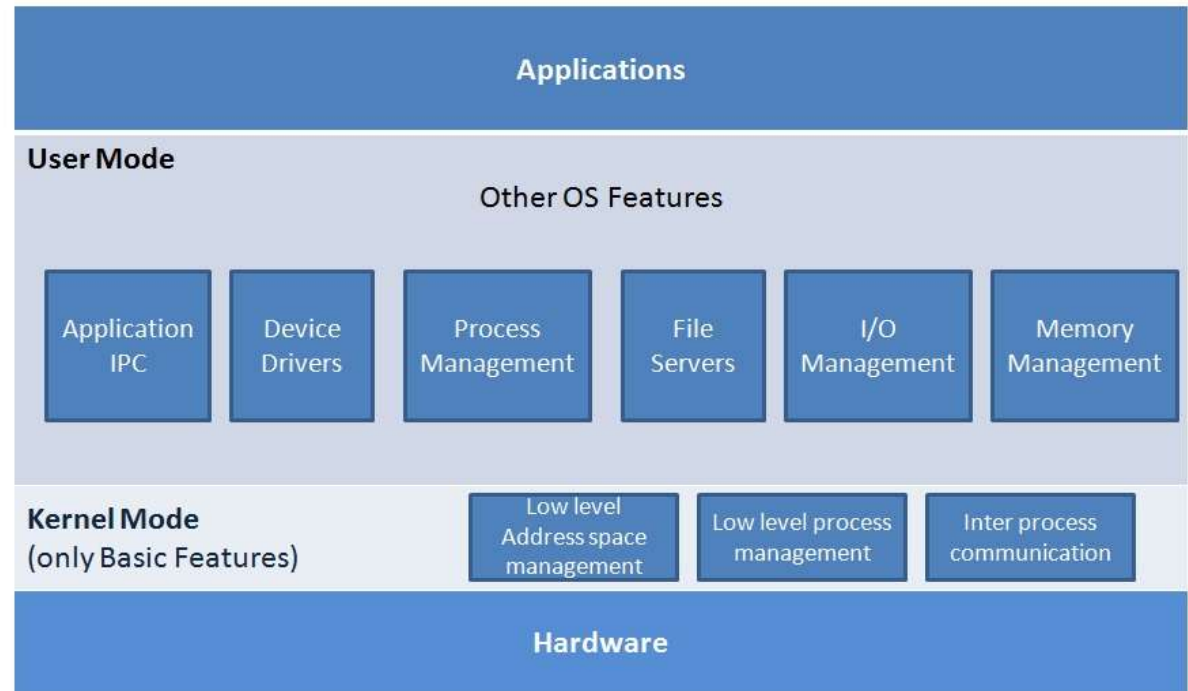 Applications
User Mode
Other OS Features
Application
IPC
Device
Drivers
Process
Management
File
Servers
I/O
Management
Memory
Management
Kernel Mode
(only Basic Features)
Low level
Address space
management
Low level process
management
Inter process
communication
Hardware